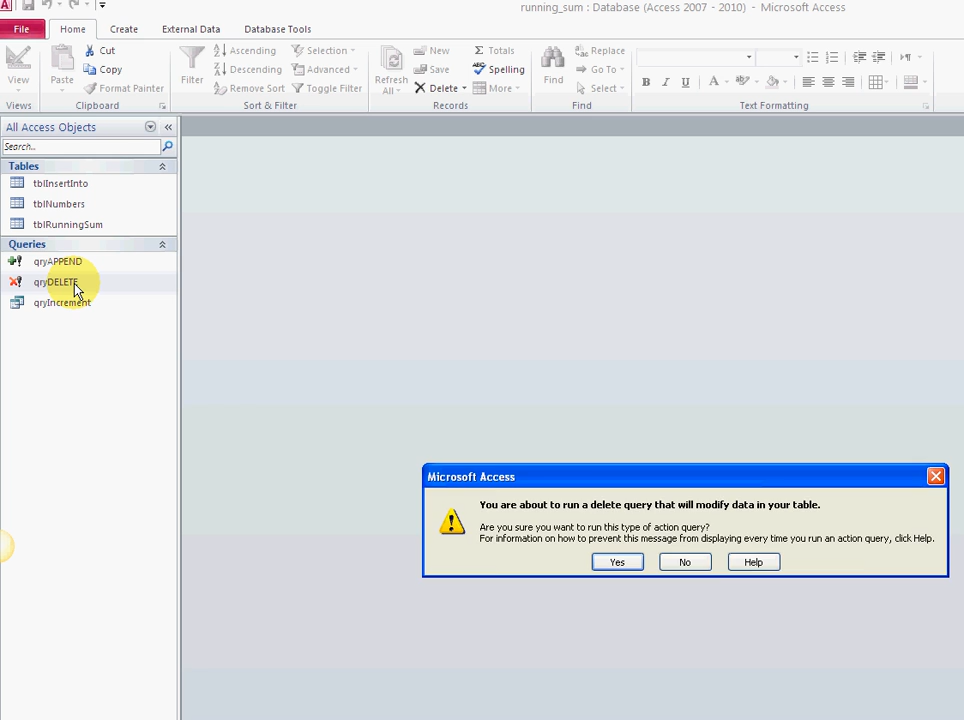 running_sum : Database (Access 2007 - 2010) - Microsoft Access
File Home Create External Data Database Tools
View
Views
Paste
Cut
Copy
Format Painter
Clipboard
Filter
Ascending
Descending
Remove Sort
Selection
Advanced
Toggle Filter
Sort & Filter
Refresh
All
New
Save
Delete
Totals
Spelling
More
Records
Find
Replace
Go To
Select
Find
B I U A ab
Text Formatting
All Access Objects
Search..
Tables
tblInsertInto
tblNumbers
tblRunningSum
Queries
qryAPPEND
qryDELETE
qryIncrement
Microsoft Access
You are about to run a delete query that will modify data in your table.
Are you sure you want to run this type of action query?
For information on how to prevent this message from displaying every time you run an action query, click Help.
Yes No Help